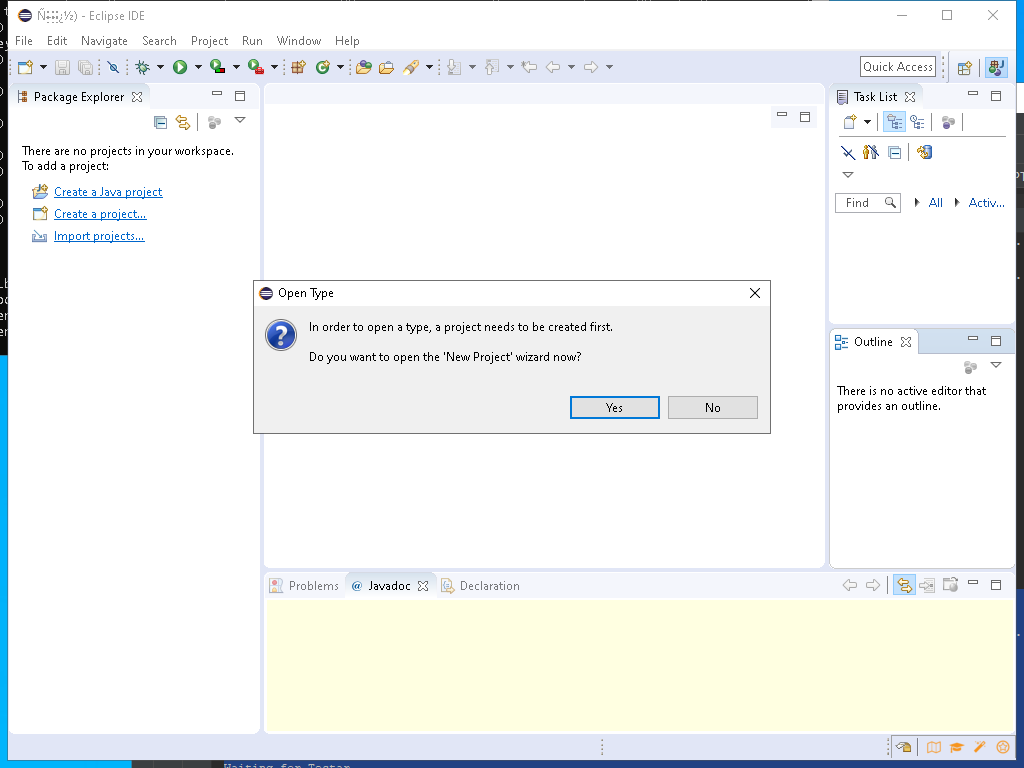 - Eclipse IDE
File Edit Navigate Search Project Run Window Help
Quick Access
Package Explorer
There are no projects in your workspace.
To add a project:
Create a Java project
Create a project...
Import projects...
Task List
Find
All
Activ...
Open Type
In order to open a type, a project needs to be created first.
Do you want to open the 'New Project' wizard now?
Yes
No
Outline
There is no active editor that
provides an outline.
Problems
@ Javadoc
Declaration
Waiting for Testar